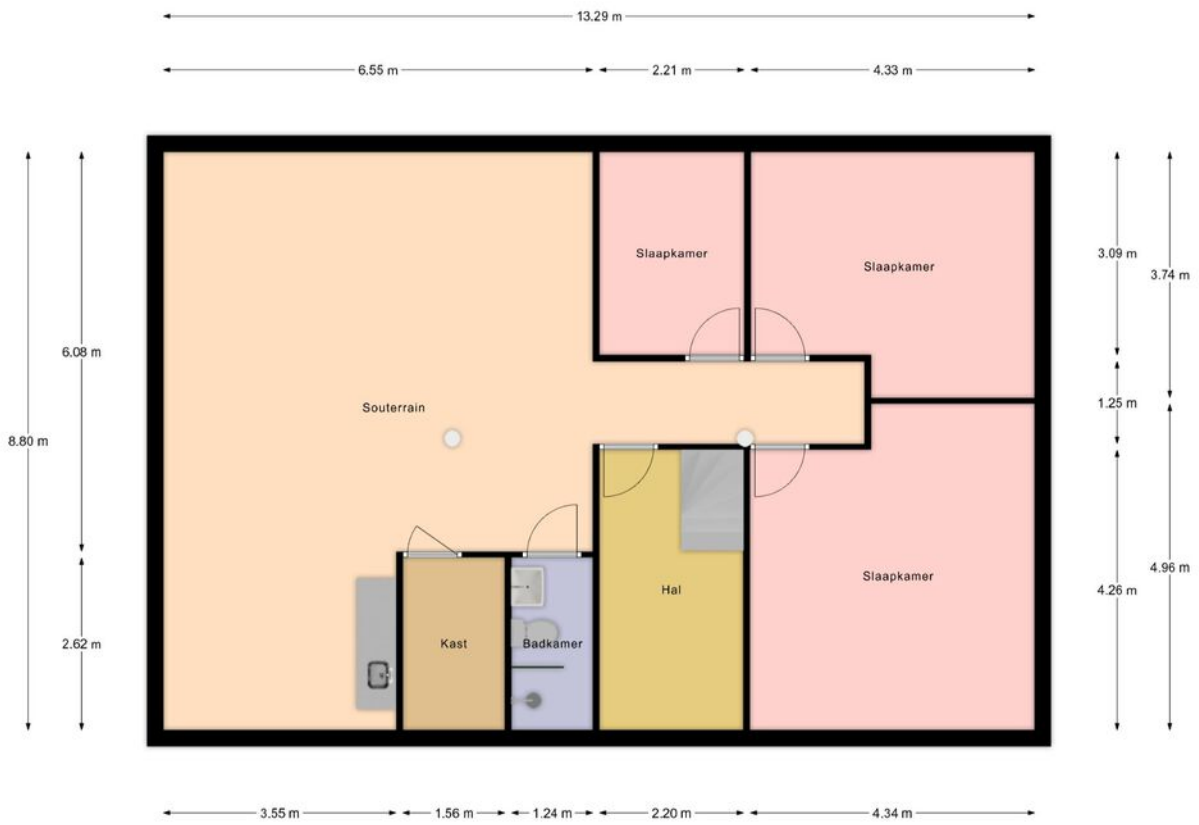 13.29 m
6.55 m
2.21 m
4.33 m
Slaapkamer
3.09 m
Slaapkamer
3.74 m
6.08 m
1.25 m
Souterrain
8.80 m
4.96 m
Slaapkamer
Hal
4.26 m
2.62 m
Kast
Badkamer
3.55 m
1.56 m
1.24 m
2.20 m
4.34 m